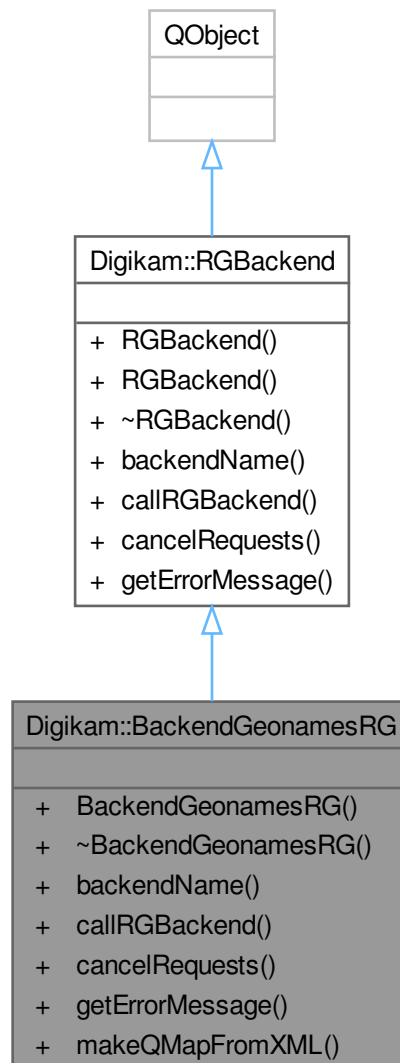 QObject
Digikam::RGBackend
+ RGBackend()
+ RGBackend()
+ ~RGBackend()
+ backendName()
+ callRGBackend()
+ cancelRequests()
+ getErrorMessage()
Digikam::BackendGeonamesRG
+ BackendGeonamesRG()
+ ~BackendGeonamesRG()
+ backendName()
+ callRGBackend()
+ cancelRequests()
+ getErrorMessage()
+ makeQMapFromXML()